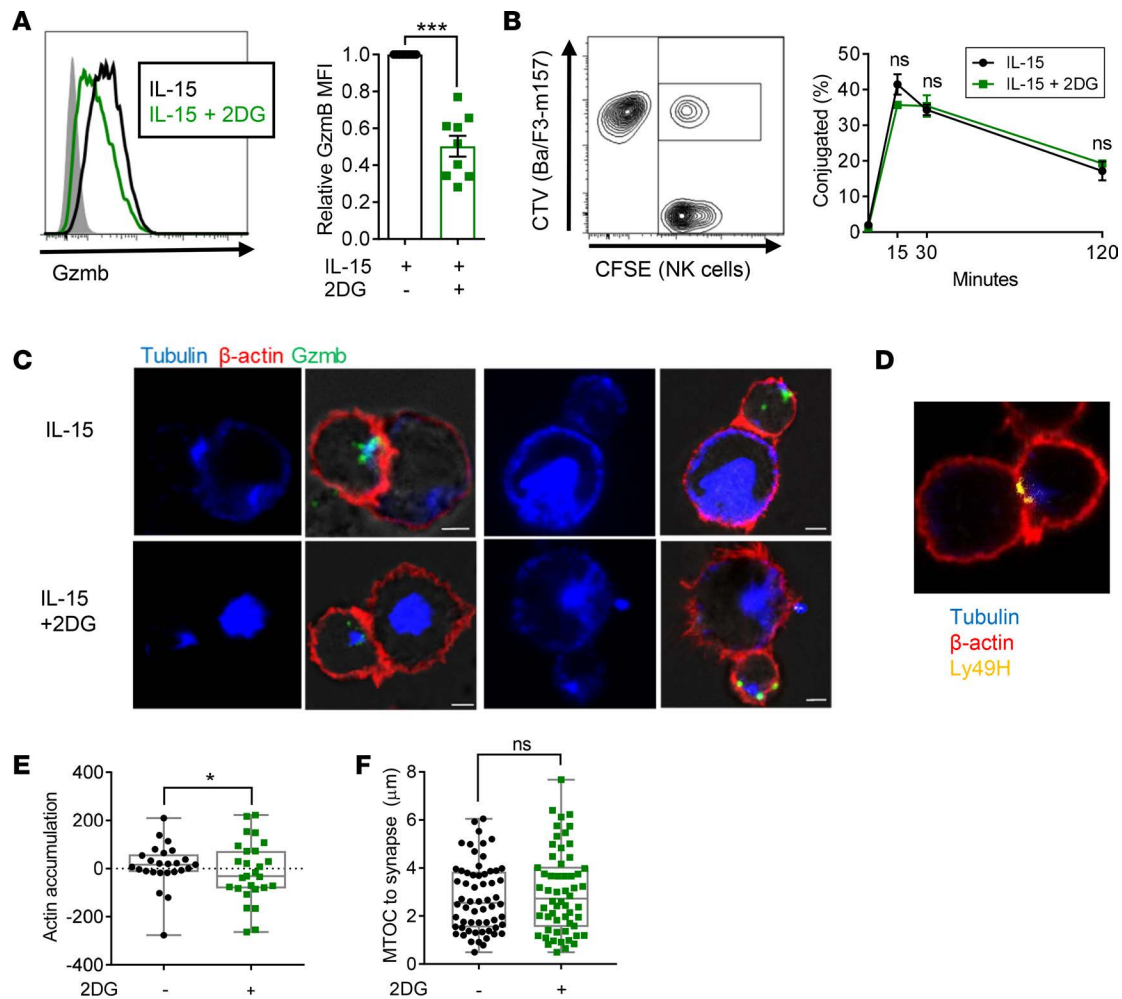 A
IL-15
IL-15 + 2DG
Gzmb
***
Relative GzmB MFI
1.0
0.8
0.6
0.4
0.2
0.0
IL-15 + +
2DG - +
B
CTV (Ba/F3-m157)
CFSE (NK cells)
Conjugated (%)
50
40
30
20
10
0
ns
ns
ns
IL-15
IL-15 + 2DG
15 30 120
Minutes
C
Tubulin β-actin Gzmb
IL-15
IL-15
+2DG
D
Tubulin
β-actin
Ly49H
E
Actin accumulation
400
200
0
-200
-400
*
2DG - +
F
MTOC to synapse (μm)
8
6
4
2
0
ns
2DG - +